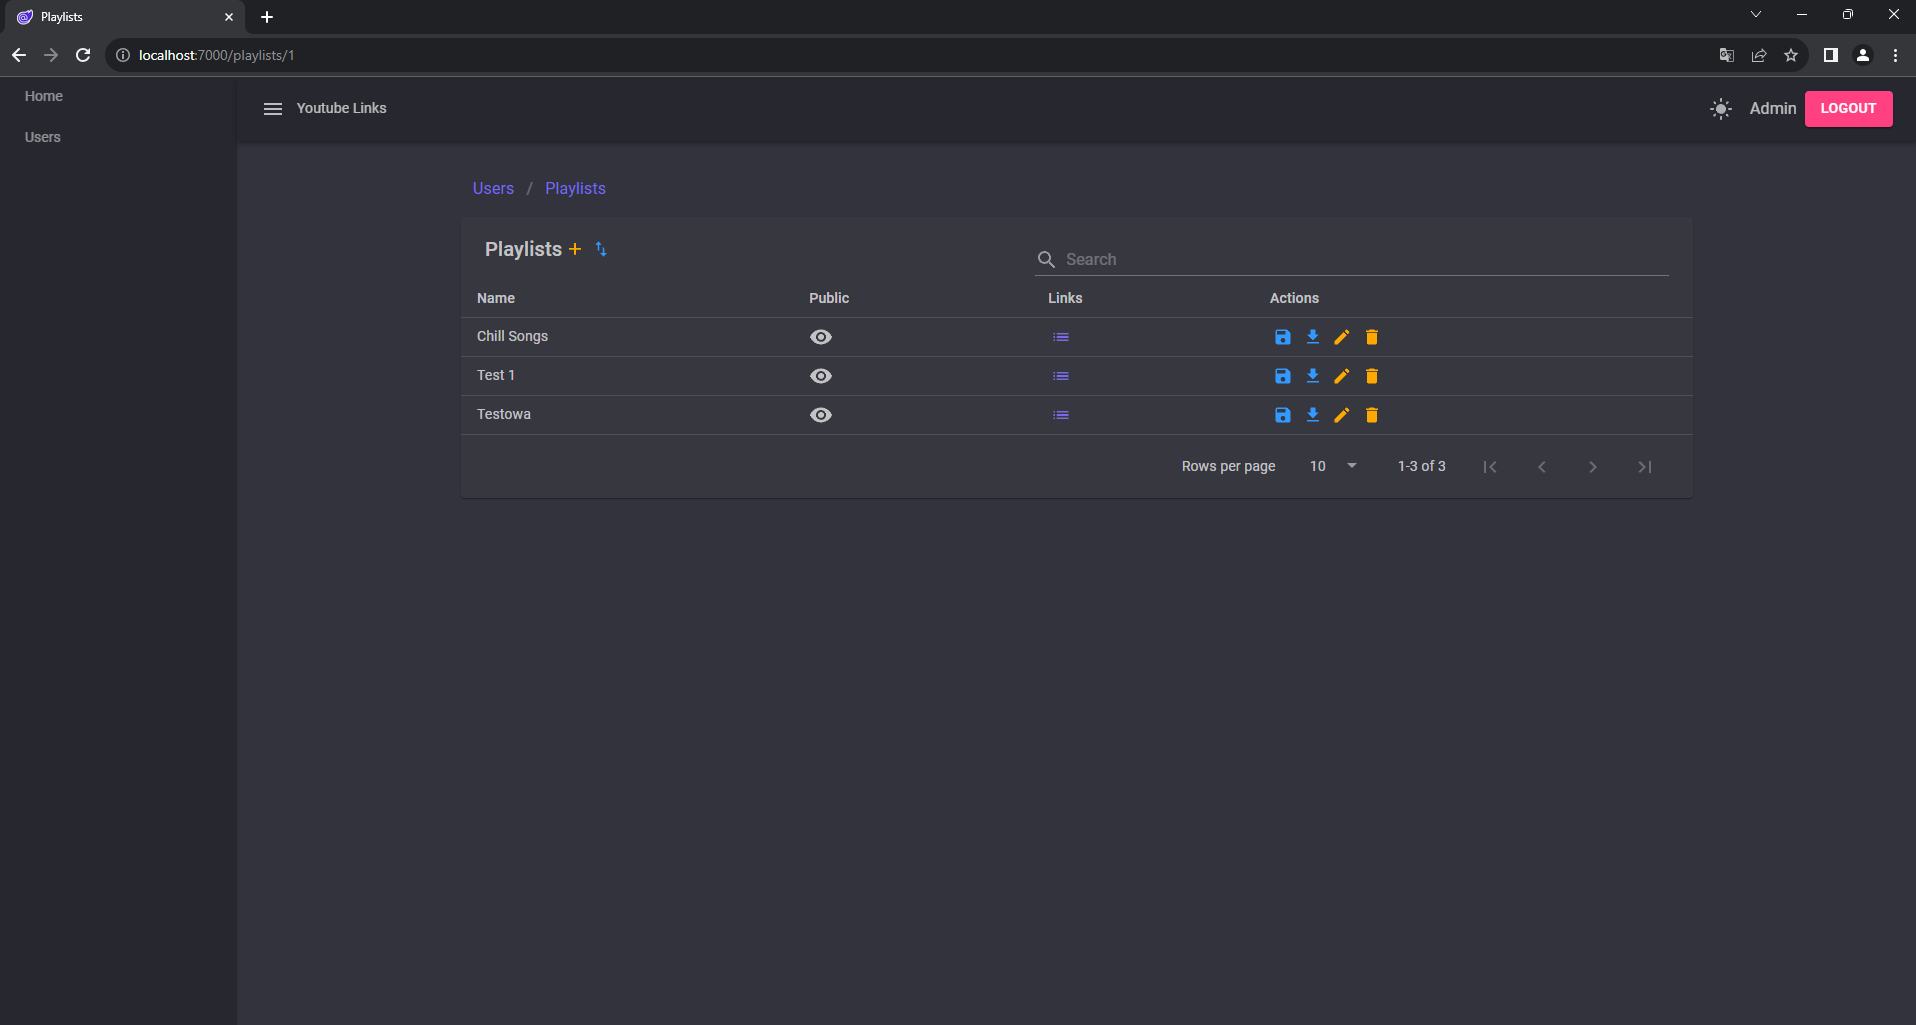 Playlists
localhost:7000/playlists/1
Home
Users
Youtube Links
Admin
LOGOUT
Users / Playlists
Playlists
Search
Name Public Links Actions
Chill Songs
Test 1
Testowa
Rows per page 10 1-3 of 3